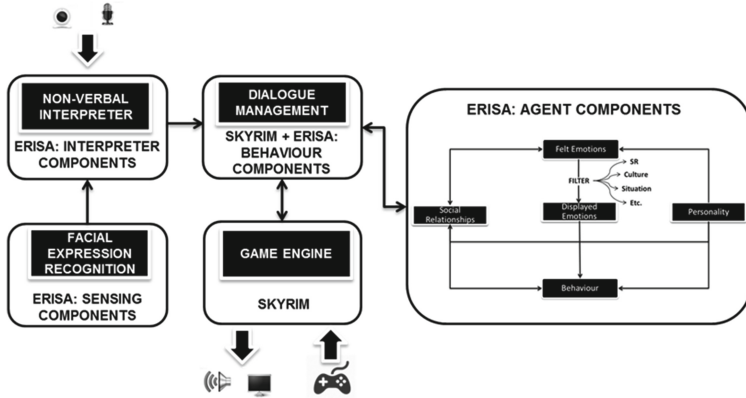 NON-VERBAL
INTERPRETER
ERISA: INTERPRETER
COMPONENTS
FACIAL
EXPRESSION
RECOGNITION
ERISA: SENSING
COMPONENTS
DIALOGUE
MANAGEMENT
SKYRIM + ERISA:
BEHAVIOUR
COMPONENTS
GAME ENGINE
SKYRIM
ERISA: AGENT COMPONENTS
Felt Emotions
FILTER
SR
Culture
Situation
Etc.
Social
Relationships
Displayed
Emotions
Personality
Behaviour